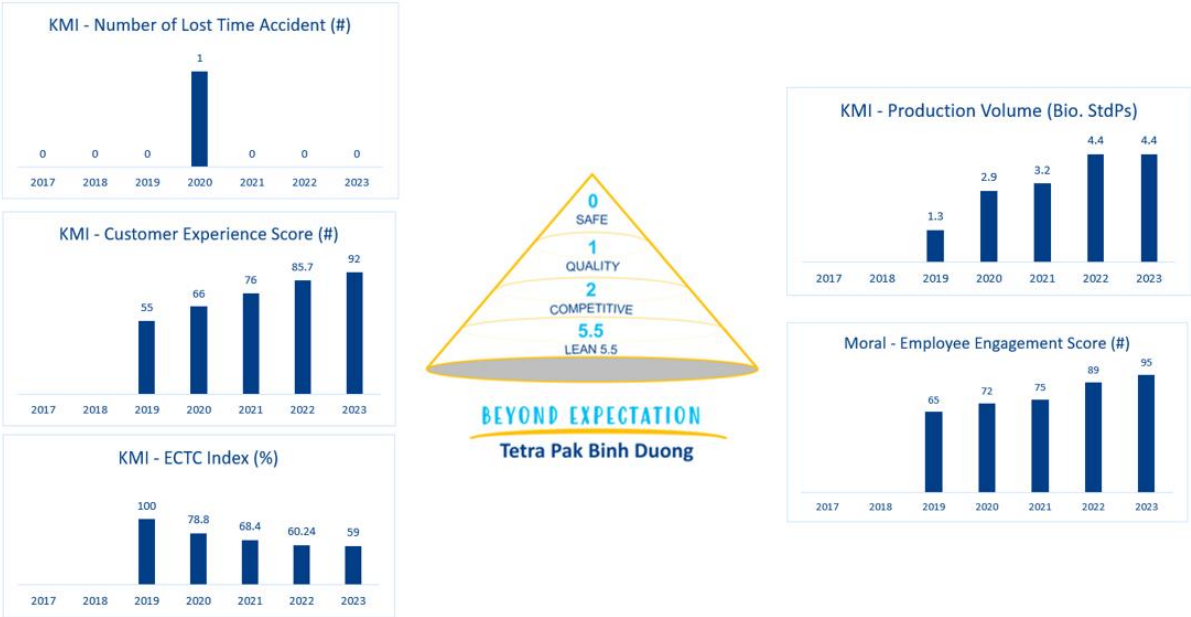 KMI - Number of Lost Time Accident (#)
1
0 0 0 0 0 0
2017 2018 2019 2020 2021 2022 2023
KMI - Customer Experience Score (#)
55 66 76 85.7 92
2017 2018 2019 2020 2021 2022 2023
KMI - ECTC Index (%)
100 78.8 68.4 60.24 59
2017 2018 2019 2020 2021 2022 2023
0
SAFE
1
QUALITY
2
COMPETITIVE
5.5
LEAN 5.5
BEYOND EXPECTATION
Tetra Pak Binh Duong
KMI - Production Volume (Bio. StdPs)
1.3 2.9 3.2 4.4 4.4
2017 2018 2019 2020 2021 2022 2023
Moral - Employee Engagement Score (#)
65 72 75 89 95
2017 2018 2019 2020 2021 2022 2023